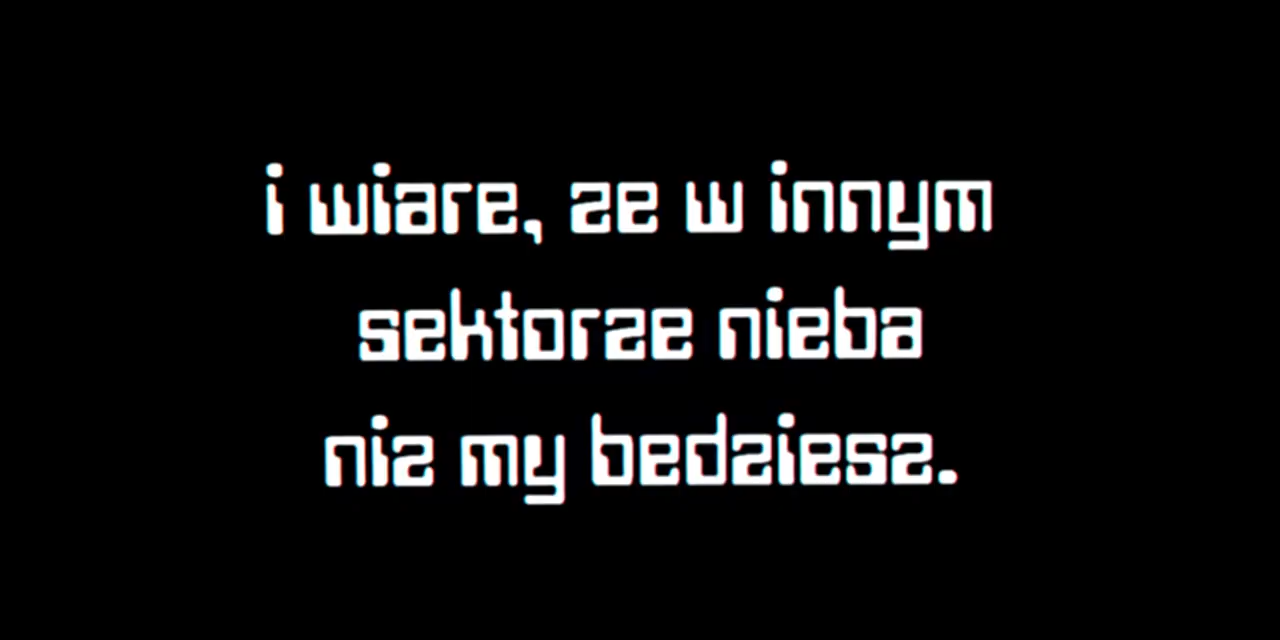 i wiare, ze w innym
sektorze nieba
niz my bedziesz.